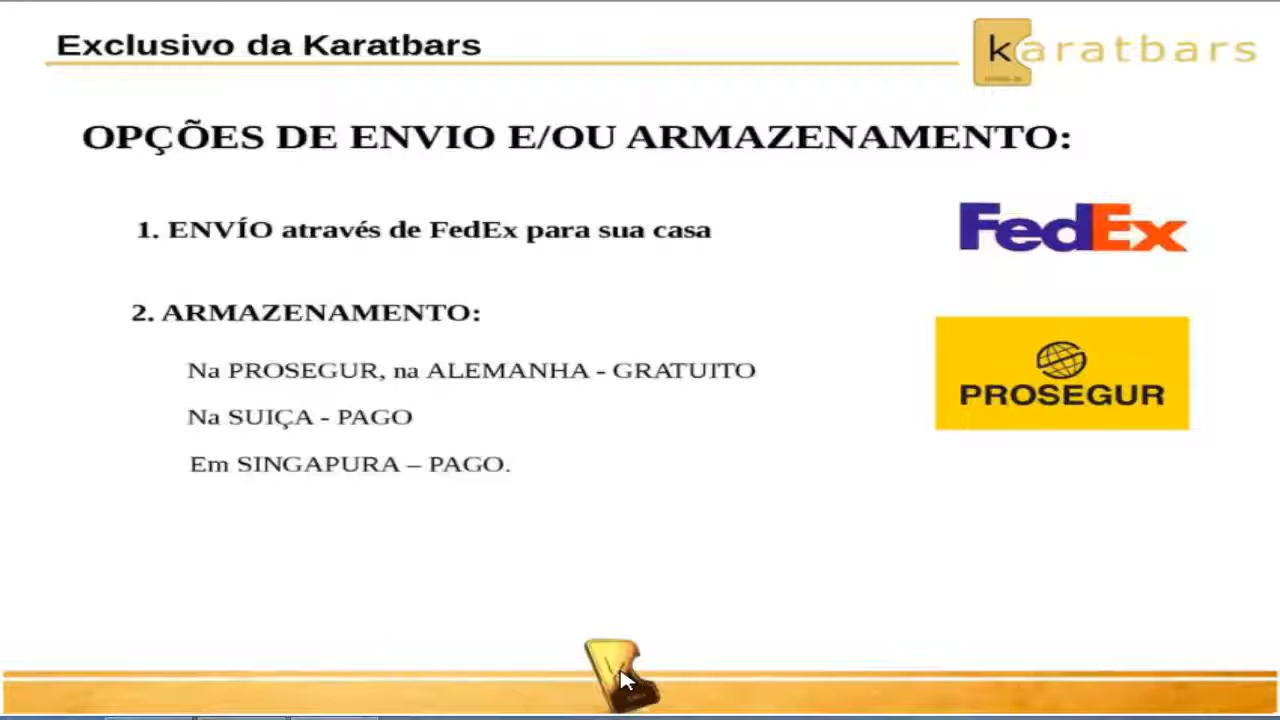 Exclusivo da Karatbars
karatbars
OPÇÕES DE ENVIO E/OU ARMAZENAMENTO:
1. ENVÍO através de FedEx para sua casa
FedEx
2. ARMAZENAMENTO:
Na PROSEGUR, na ALEMANHA - GRATUITO
PROSEGUR
Na SUIÇA - PAGO
Em SINGAPURA – PAGO.